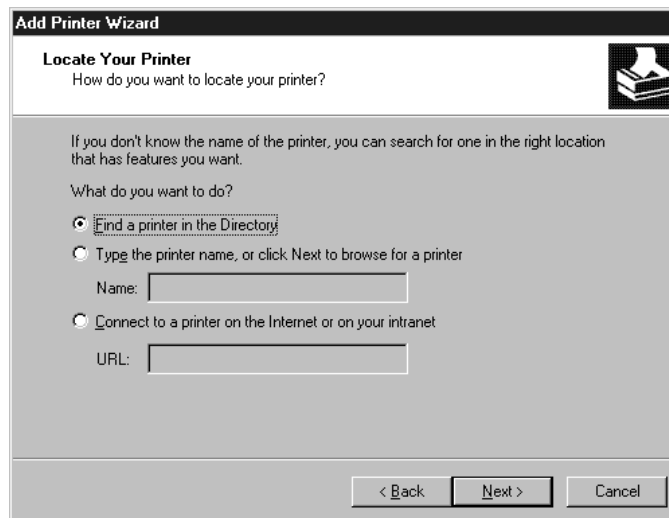 Add Printer Wizard
Locate Your Printer
How do you want to locate your printer?
If you don't know the name of the printer, you can search for one in the right location
that has features you want.
What do you want to do?
Find a printer in the Directory
Type the printer name, or click Next to browse for a printer
Name:
Connect to a printer on the Internet or on your intranet
URL:
< Back
Next >
Cancel